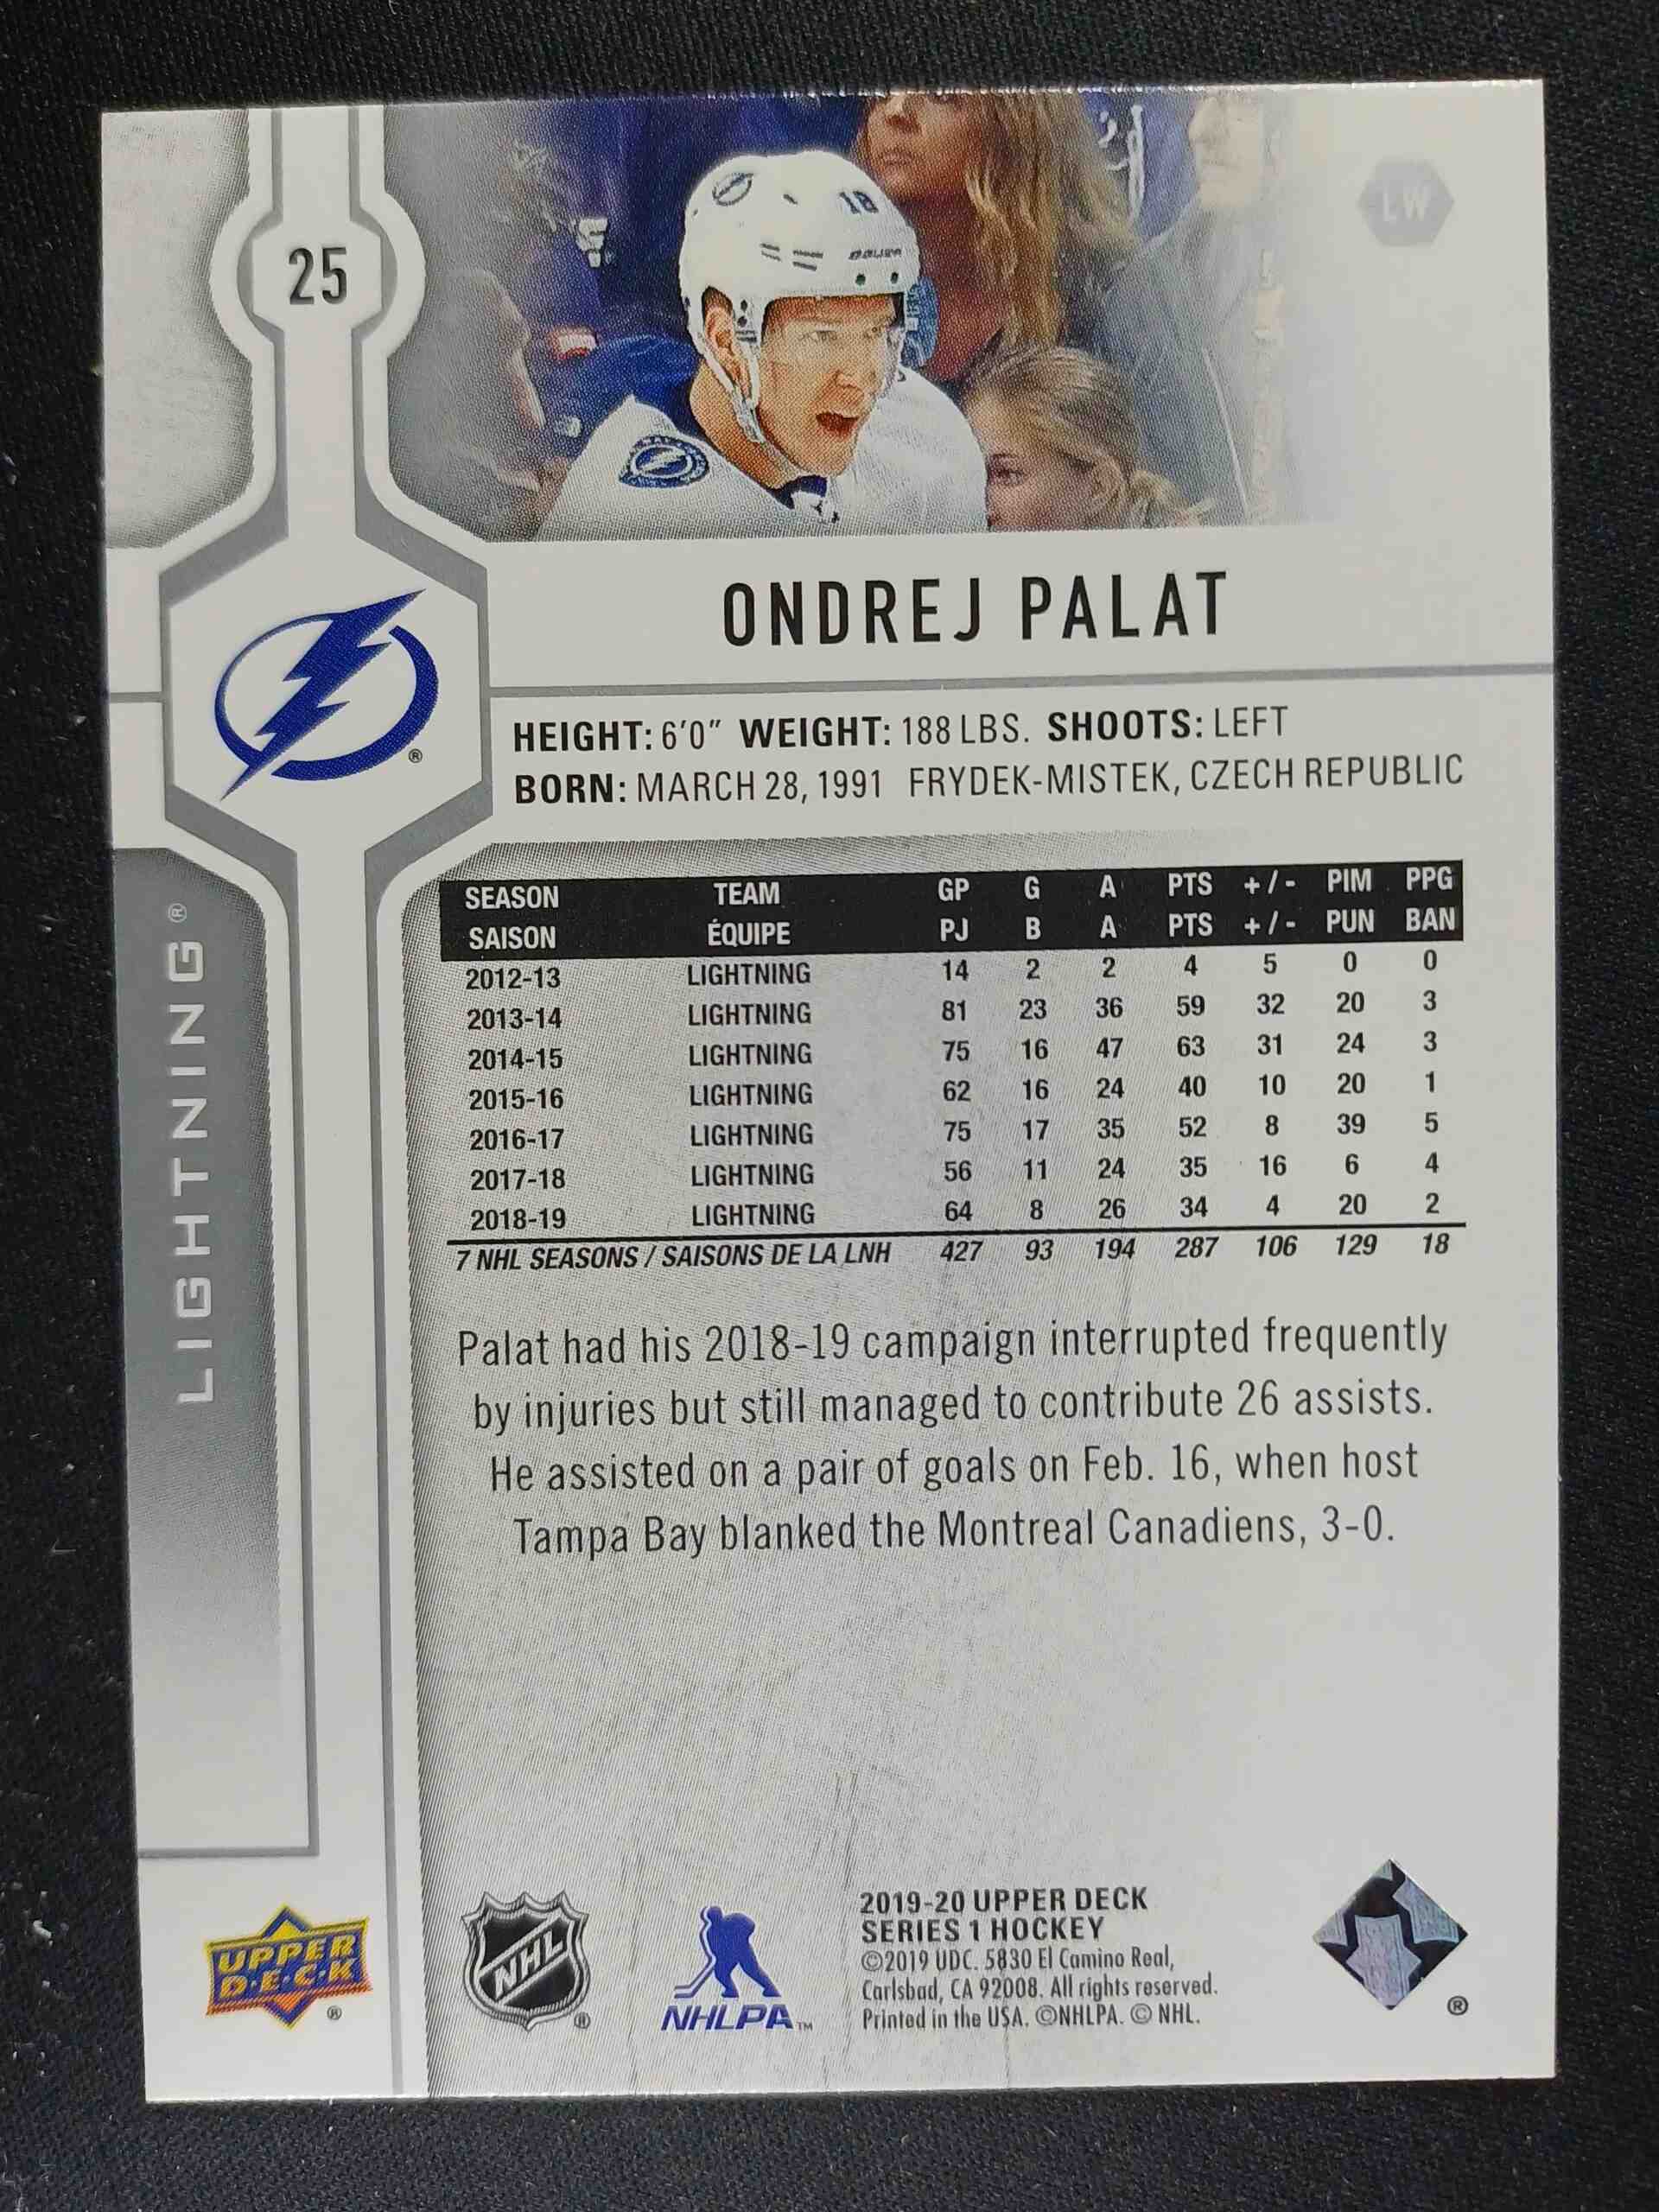 25
18
BAUER
LW
ONDREJ PALAT
HEIGHT: 6'0" WEIGHT: 188 LBS. SHOOTS: LEFT
BORN: MARCH 28, 1991 FRYDEK-MISTEK, CZECH REPUBLIC
LIGHTNING®
SEASON TEAM GP G A PTS +/- PIM PPG
SAISON ÉQUIPE PJ B A PTS +/- PUN BAN
2012-13 LIGHTNING 14 2 2 4 5 0 0
2013-14 LIGHTNING 81 23 36 59 32 20 3
2014-15 LIGHTNING 75 16 47 63 31 24 3
2015-16 LIGHTNING 62 16 24 40 10 20 1
2016-17 LIGHTNING 75 17 35 52 8 39 5
2017-18 LIGHTNING 56 11 24 35 16 6 4
2018-19 LIGHTNING 64 8 26 34 4 20 2
7 NHL SEASONS / SAISONS DE LA LNH 427 93 194 287 106 129 18
Palat had his 2018-19 campaign interrupted frequently
by injuries but still managed to contribute 26 assists.
He assisted on a pair of goals on Feb. 16, when host
Tampa Bay blanked the Montreal Canadiens, 3-0.
UPPER
D·E·C·K
®
NHL
®
NHLPA™
2019-20 UPPER DECK
SERIES 1 HOCKEY
©2019 UDC. 5830 El Camino Real,
Carlsbad, CA 92008. All rights reserved.
Printed in the USA. ©NHLPA. © NHL.
®